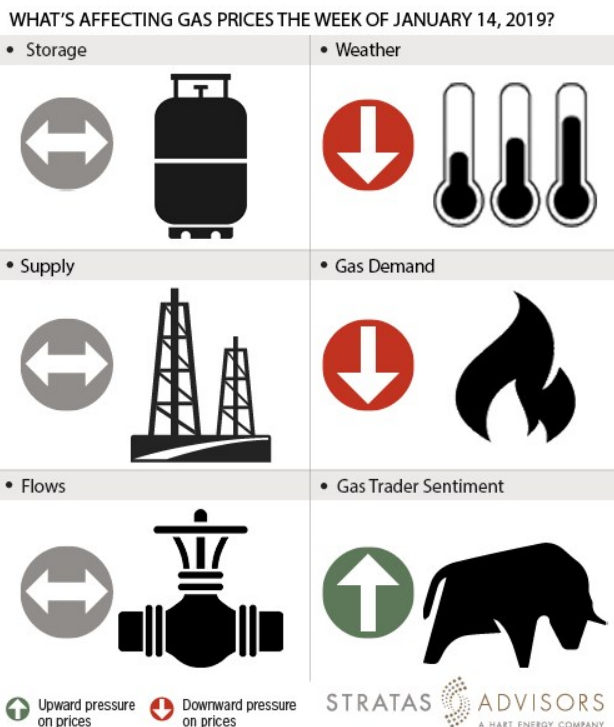 WHAT'S AFFECTING GAS PRICES THE WEEK OF JANUARY 14, 2019?
• Storage
• Weather
• Supply
• Gas Demand
• Flows
• Gas Trader Sentiment
Upward pressure
on prices
Downward pressure
on prices
STRATAS ADVISORS
A HART ENERGY COMPANY